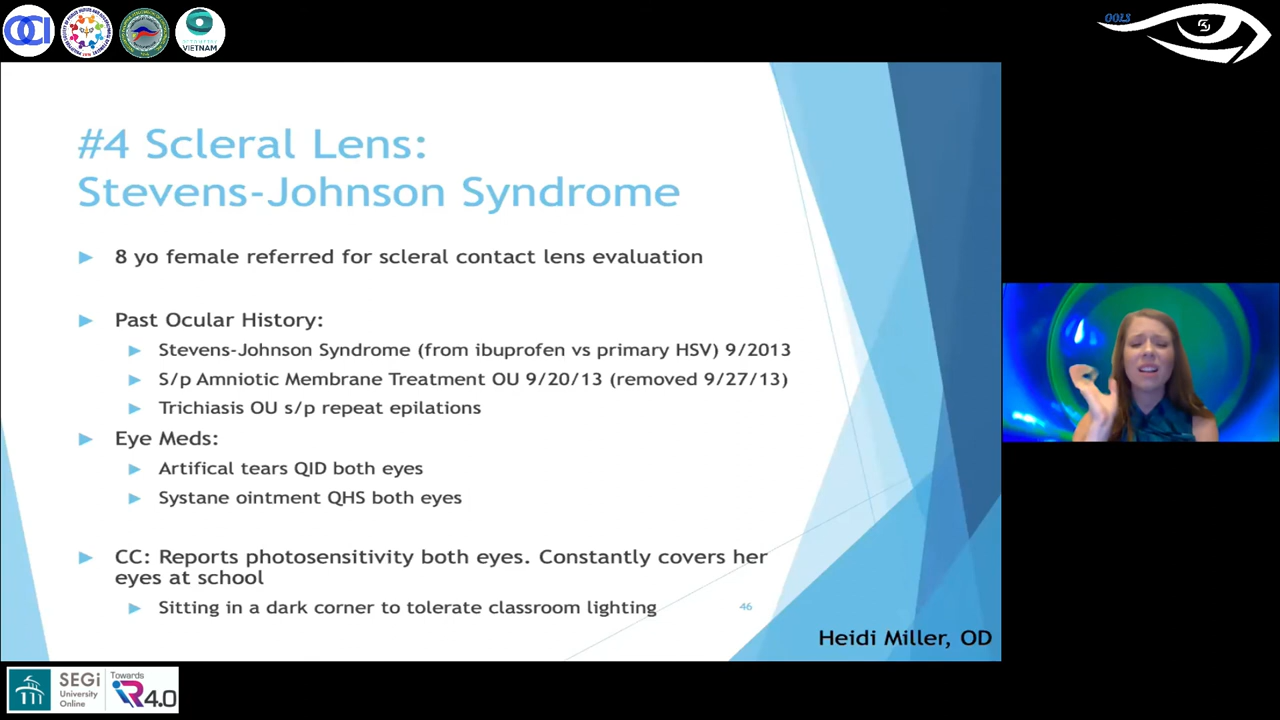 OCI
VIETNAM
OOLS
#4 Scleral Lens:
Stevens-Johnson Syndrome
8 yo female referred for scleral contact lens evaluation
Past Ocular History:
Stevens-Johnson Syndrome (from ibuprofen vs primary HSV) 9/2013
S/p Amniotic Membrane Treatment OU 9/20/13 (removed 9/27/13)
Trichiasis OU s/p repeat epilations
Eye Meds:
Artifical tears QID both eyes
Systane ointment QHS both eyes
CC: Reports photosensitivity both eyes. Constantly covers her
eyes at school
Sitting in a dark corner to tolerate classroom lighting
46
Heidi Miller, OD
SEGi
University
Online
Towards
iR4.0